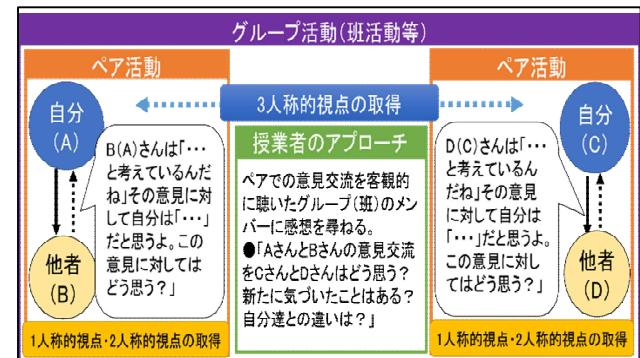 グループ活動(班活動等)
ペア活動
自分
(A)
B(A)さんは「・・・
と考えているんだ
ね」その意見に対
して自分は「・・・」
だと思うよ。この
意見に対しては
どう思う?」
他者
(B)
1人称的視点・2人称的視点の取得
3人称的視点の取得
授業者のアプローチ
ペアでの意見交流を客観的
に聴いたグループ(班)のメン
バーに感想を尋ねる。
●「AさんとBさんの意見交流
をCさんとDさんはどう思う?
新たに気づいたことはある?
自分達との違いは?」
ペア活動
自分
(C)
D(C)さんは「・・
と考えているん
だね」その意見
に対して自分は
「・・・」だと思うよ。
この意見に対し
てはどう思う?」
他者
(D)
1人称的視点・2人称的視点の取得